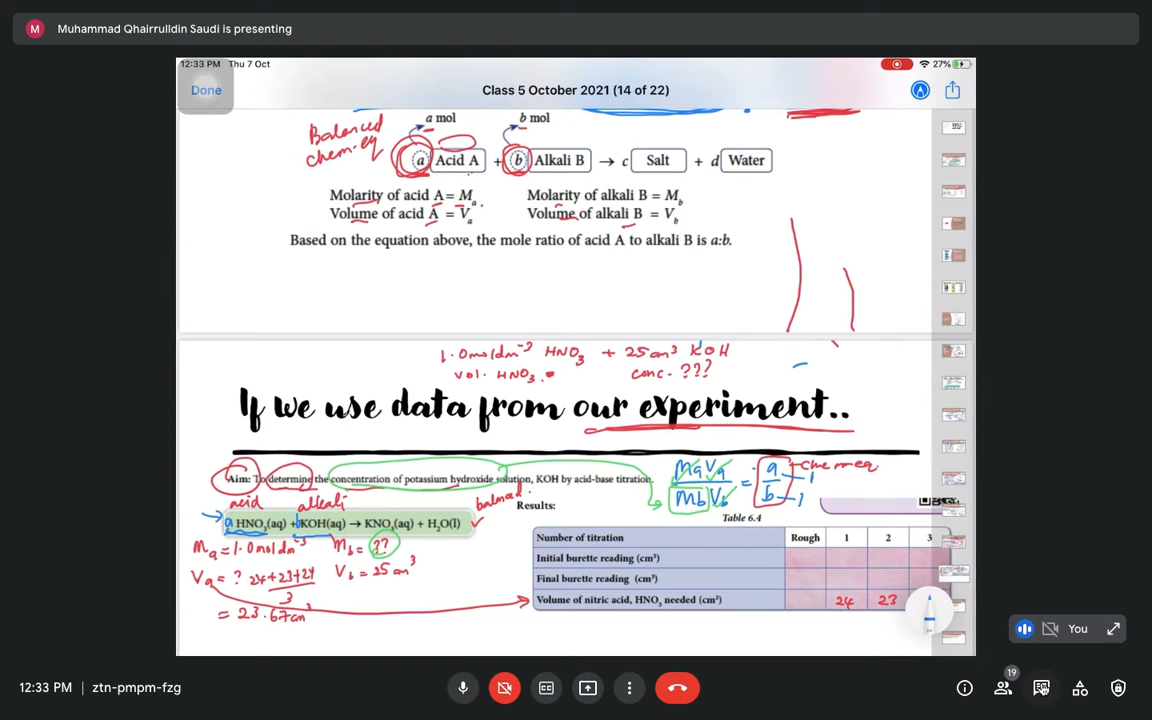 M Muhammad Qhairrulldin Saudi is presenting
12:33 PM Thu 7 Oct
27%
Done
Class 5 October 2021 (14 of 22)
a mol b mol
Balanced
chem. eq
a Acid A + b Alkali B → c Salt + d Water
Molarity of acid A = Ma. Molarity of alkali B = Mb
Volume of acid A = Va Volume of alkali B = Vb
Based on the equation above, the mole ratio of acid A to alkali B is a:b.
1.0 mol dm⁻³ HNO₃ + 25 cm³ KOH
vol. HNO₃. conc. ???
If we use data from our experiment..
Aim: To determine the concentration of potassium hydroxide solution, KOH by acid-base titration.
MaVa / MbVb = a / b
chem eq.
1
1
acid alkali balanced.
a HNO₃(aq) + b KOH(aq) → KNO₃(aq) + H₂O(l)
Ma = 1.0 mol dm⁻³ Mb = ??
Va = ? 24+23+24 / 3 Vb = 25 cm³
= 23.67 cm³
Results:
Table 6.4
Number of titration Rough 1 2 3
Initial burette reading (cm³)
Final burette reading (cm³)
Volume of nitric acid, HNO₃ needed (cm³) 24 23
You
19
12:33 PM | ztn-pmpm-fzg